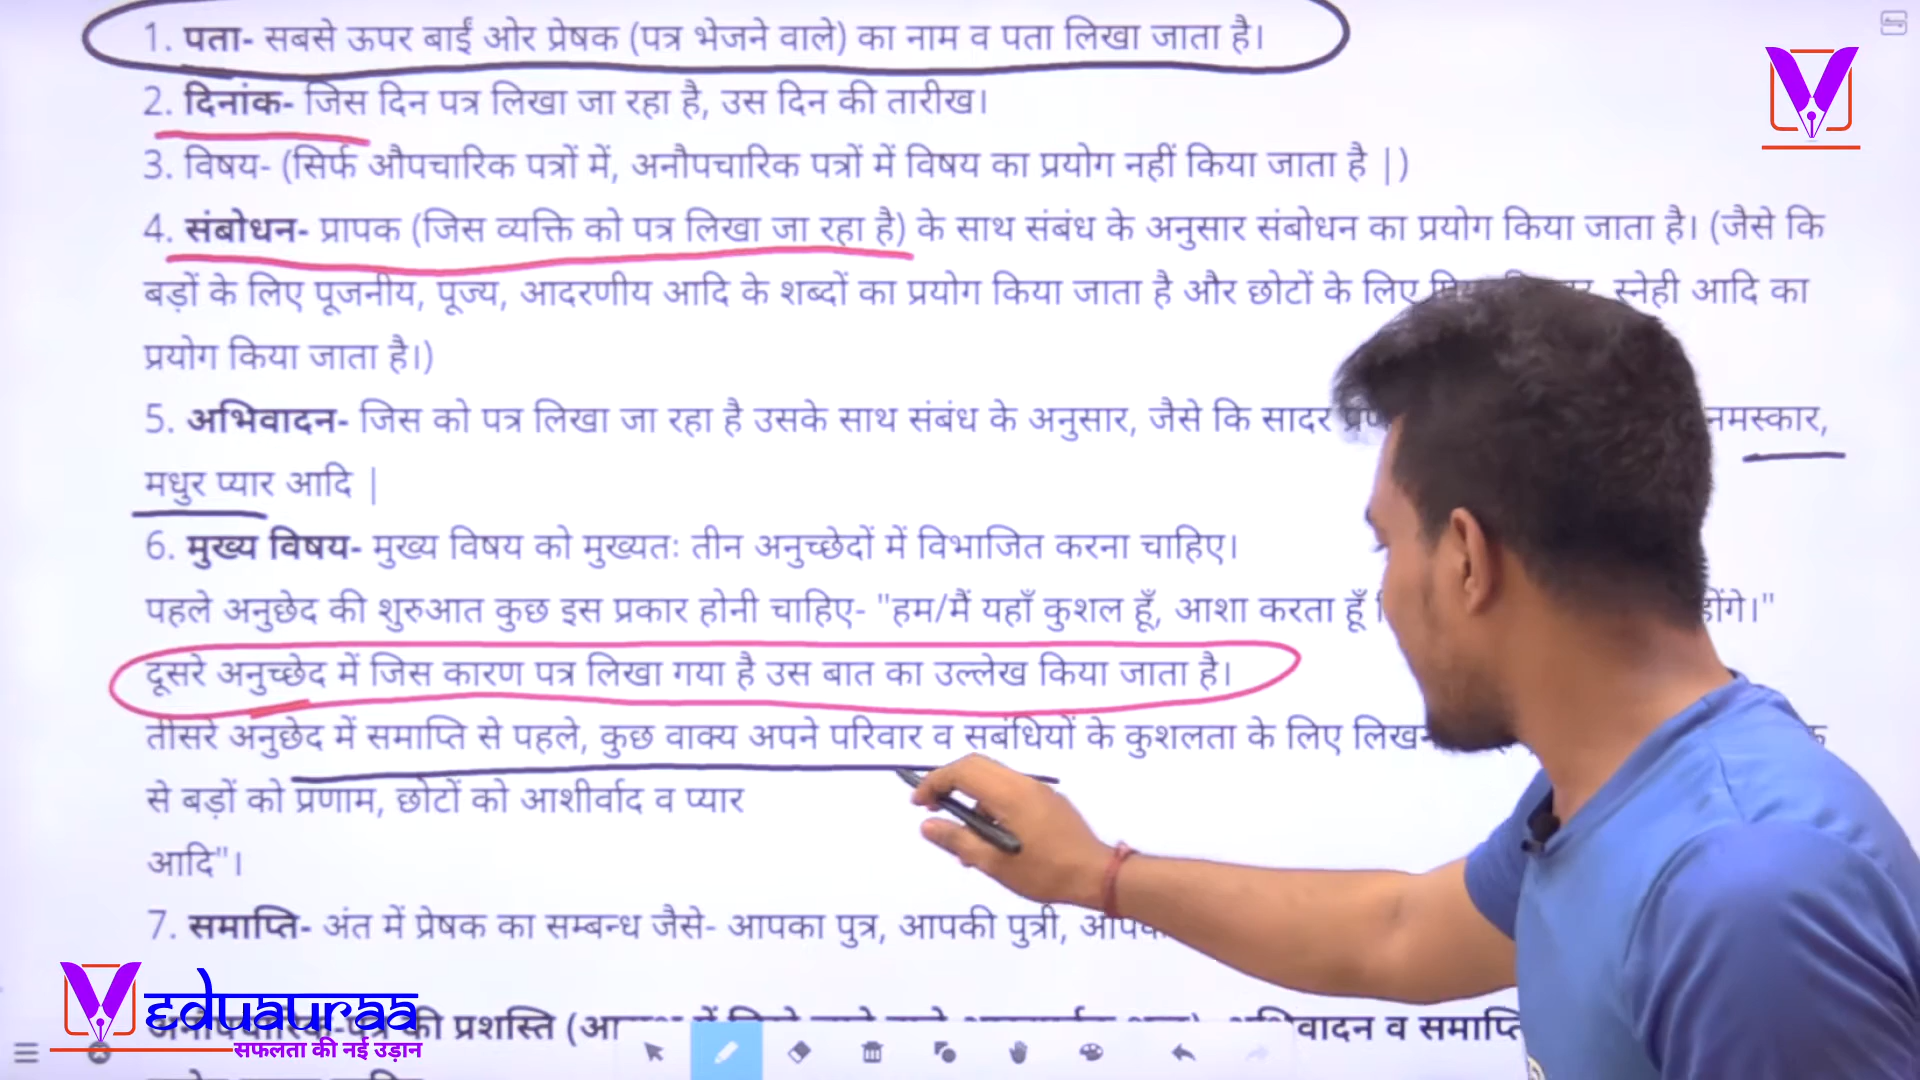 1. पता- सबसे ऊपर बाईं ओर प्रेषक (पत्र भेजने वाले) का नाम व पता लिखा जाता है।
2. दिनांक- जिस दिन पत्र लिखा जा रहा है, उस दिन की तारीख।
3. विषय- (सिर्फ औपचारिक पत्रों में, अनौपचारिक पत्रों में विषय का प्रयोग नहीं किया जाता है |)
4. संबोधन- प्रापक (जिस व्यक्ति को पत्र लिखा जा रहा है) के साथ संबंध के अनुसार संबोधन का प्रयोग किया जाता है। (जैसे कि
बड़ों के लिए पूजनीय, पूज्य, आदरणीय आदि के शब्दों का प्रयोग किया जाता है और छोटों के लिए स्नेही आदि का
प्रयोग किया जाता है।)
5. अभिवादन- जिस को पत्र लिखा जा रहा है उसके साथ संबंध के अनुसार, जैसे कि सादर नमस्कार,
मधुर प्यार आदि |
6. मुख्य विषय- मुख्य विषय को मुख्यतः तीन अनुच्छेदों में विभाजित करना चाहिए।
पहले अनुछेद की शुरुआत कुछ इस प्रकार होनी चाहिए- "हम/मैं यहाँ कुशल हूँ, आशा करता हूँ होंगे।"
दूसरे अनुच्छेद में जिस कारण पत्र लिखा गया है उस बात का उल्लेख किया जाता है।
तीसरे अनुछेद में समाप्ति से पहले, कुछ वाक्य अपने परिवार व सबंधियों के कुशलता के लिए
से बड़ों को प्रणाम, छोटों को आशीर्वाद व प्यार
आदि"।
7. समाप्ति- अंत में प्रेषक का सम्बन्ध जैसे- आपका पुत्र, आपकी पुत्री,
की प्रशस्ति व समाप्ति
eduauraa
सफलता की नई उड़ान